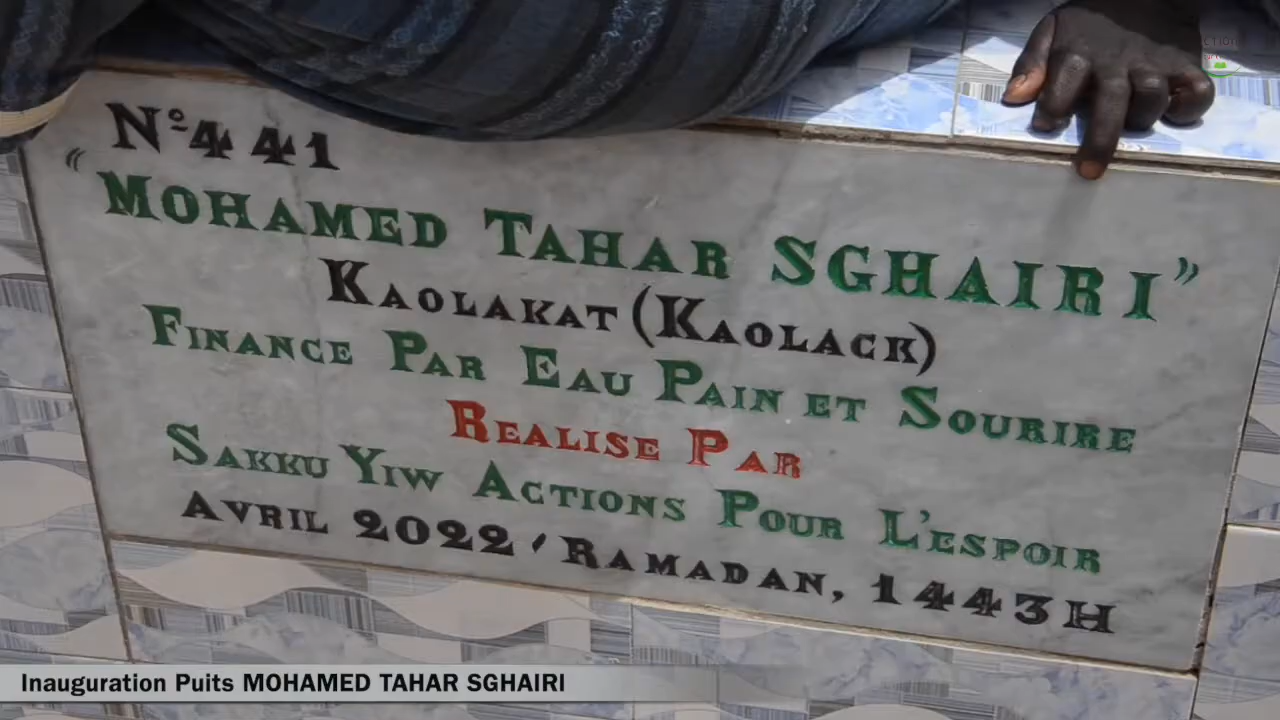 N°441
"MOHAMED TAHAR SGHAIRI"
KAOLAKAT (KAOLACK)
FINANCE PAR EAU PAIN ET SOURIRE
REALISE PAR
SAKKU YIW ACTIONS POUR L'ESPOIR
AVRIL 2022 / RAMADAN, 1443H
Inauguration Puits MOHAMED TAHAR SGHAIRI